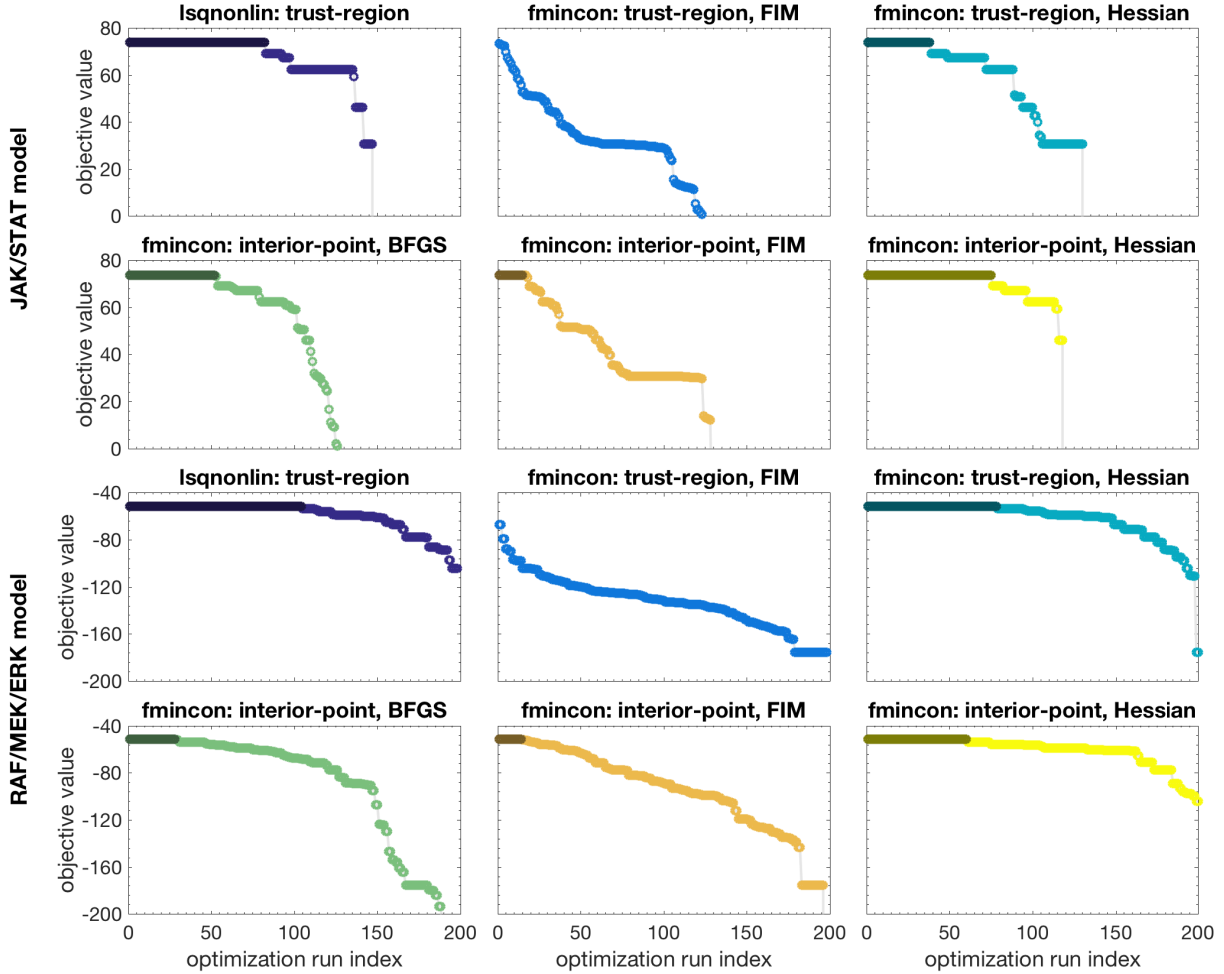 lsqnonlin: trust-region
fmincon: trust-region, FIM
fmincon: trust-region, Hessian
80
60
40
20
0
objective value
JAK/STAT model
fmincon: interior-point, BFGS
fmincon: interior-point, FIM
fmincon: interior-point, Hessian
80
60
40
20
0
objective value
lsqnonlin: trust-region
fmincon: trust-region, FIM
fmincon: trust-region, Hessian
-40
-80
-120
-160
-200
objective value
RAF/MEK/ERK model
fmincon: interior-point, BFGS
fmincon: interior-point, FIM
fmincon: interior-point, Hessian
-40
-80
-120
-160
-200
objective value
0 50 100 150 200
0 50 100 150 200
0 50 100 150 200
optimization run index
optimization run index
optimization run index